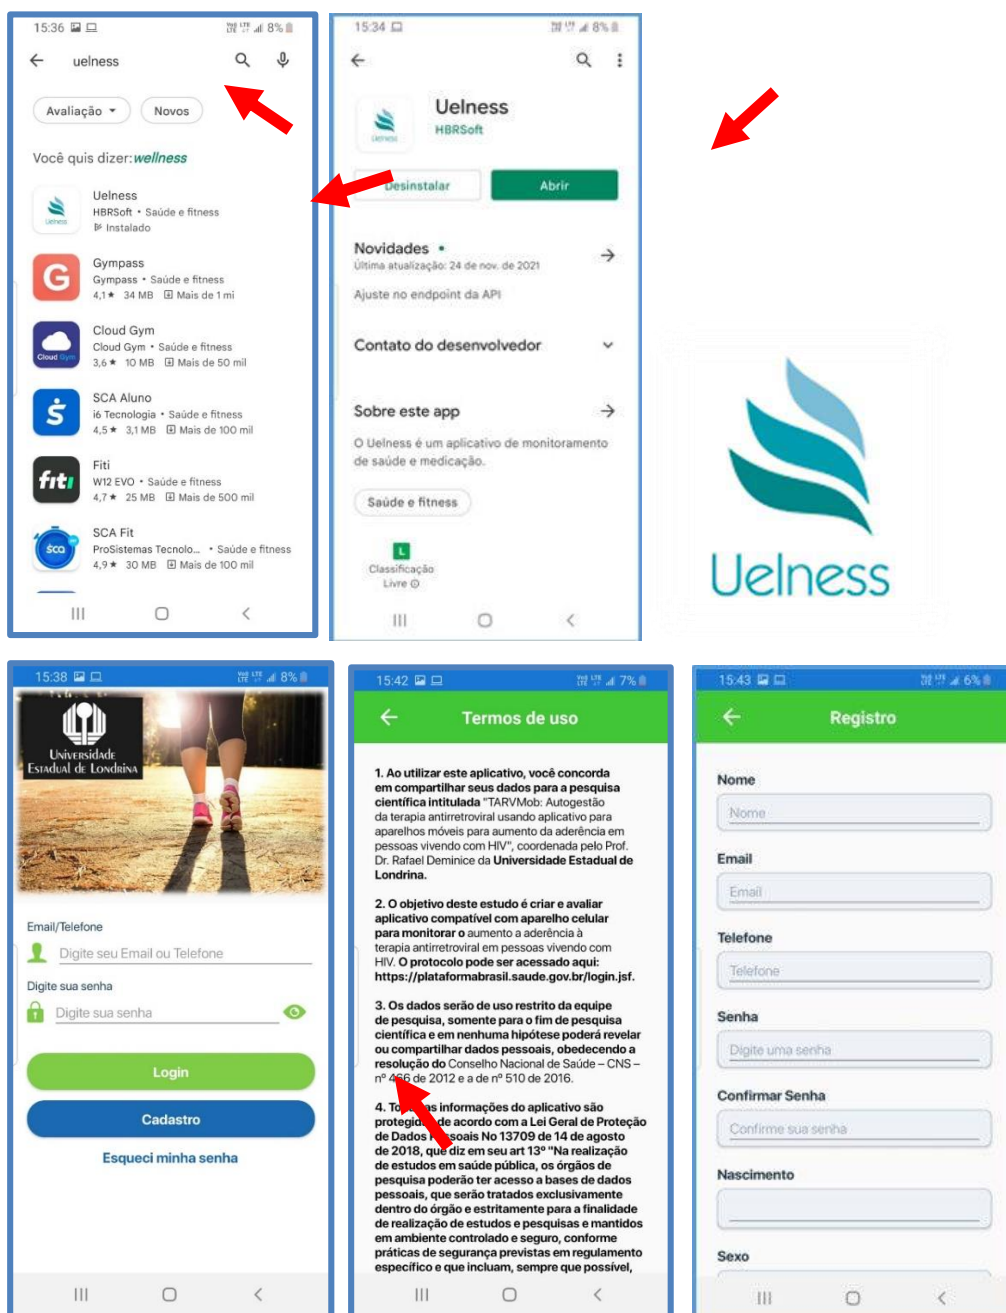 15:36 8%
uelness
Avaliação Novos
Você quis dizer: wellness
Uelness
Uelness
HBRSoft • Saúde e fitness
Instalado
G
Gympass
Gympass • Saúde e fitness
4,1★ 34 MB Mais de 1 mi
Cloud Gym
Cloud Gym
Cloud Gym • Saúde e fitness
3,6★ 10 MB Mais de 50 mil
SCA Aluno
i6 Tecnologia • Saúde e fitness
4,5★ 3,1 MB Mais de 100 mil
fiti
Fiti
W12 EVO • Saúde e fitness
4,7★ 25 MB Mais de 500 mil
sca
SCA Fit
ProSistemas Tecnolo... • Saúde e fitness
4,9★ 30 MB Mais de 100 mil
15:34 8%
Uelness
Uelness
HBRSoft
Desinstalar Abrir
Novidades •
Última atualização: 24 de nov. de 2021
Ajuste no endpoint da API
Contato do desenvolvedor
Sobre este app
O Uelness é um aplicativo de monitoramento
de saúde e medicação.
Saúde e fitness
L
Classificação
Livre
Uelness
15:38 8%
Universidade
Estadual de Londrina
Email/Telefone
Digite seu Email ou Telefone
Digite sua senha
Digite sua senha
Login
Cadastro
Esqueci minha senha
15:42 7%
Termos de uso
1. Ao utilizar este aplicativo, você concorda
em compartilhar seus dados para a pesquisa
científica intitulada "TARVMob: Autogestão
da terapia antirretroviral usando aplicativo para
aparelhos móveis para aumento da aderência em
pessoas vivendo com HIV", coordenada pelo Prof.
Dr. Rafael Deminice da Universidade Estadual de
Londrina.
2. O objetivo deste estudo é criar e avaliar
aplicativo compatível com aparelho celular
para monitorar o aumento a aderência à
terapia antirretroviral em pessoas vivendo com
HIV. O protocolo pode ser acessado aqui:
https://plataformabrasil.saude.gov.br/login.jsf.
3. Os dados serão de uso restrito da equipe
de pesquisa, somente para o fim de pesquisa
científica e em nenhuma hipótese poderá revelar
ou compartilhar dados pessoais, obedecendo a
resolução do Conselho Nacional de Saúde – CNS –
nº 466 de 2012 e a de nº 510 de 2016.
4. informações do aplicativo são
de acordo com a Lei Geral de Proteção
de Dados Pessoais No 13709 de 14 de agosto
de 2018, que diz em seu art 13º "Na realização
de estudos em saúde pública, os órgãos de
pesquisa poderão ter acesso a bases de dados
pessoais, que serão tratados exclusivamente
dentro do órgão e estritamente para a finalidade
de realização de estudos e pesquisas e mantidos
em ambiente controlado e seguro, conforme
práticas de segurança previstas em regulamento
específico e que incluam, sempre que possível,
15:43 6%
Registro
Nome
Nome
Email
Email
Telefone
Telefone
Senha
Digite uma senha
Confirmar Senha
Confirme sua senha
Nascimento
Sexo